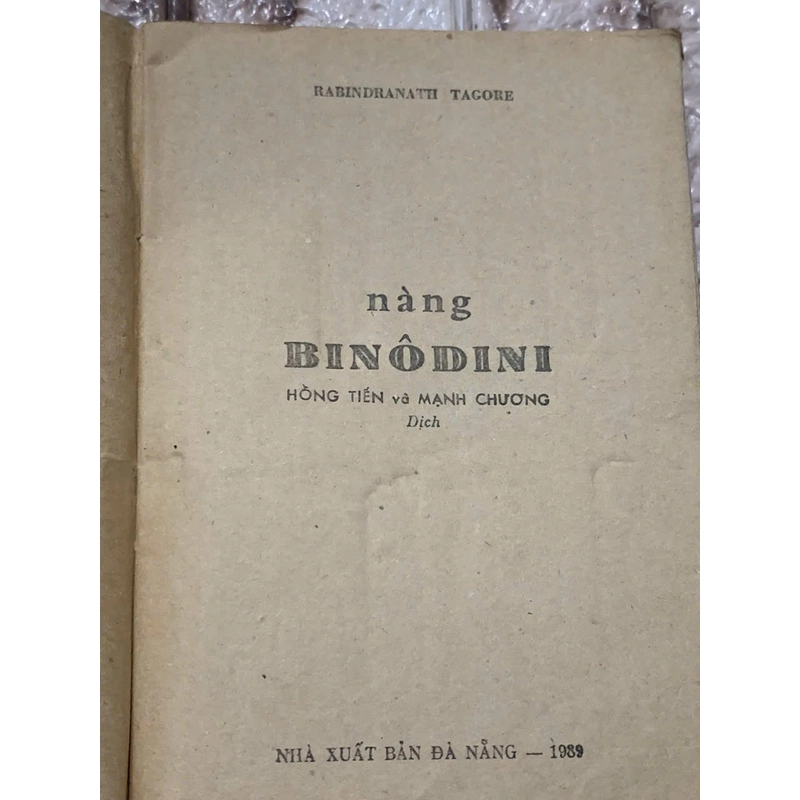 RABINDRANATH TAGORE
nàng
BINÔDINI
HỒNG TIẾN và MẠNH CHƯƠNG
Dịch
NHÀ XUẤT BẢN ĐÀ NẴNG — 1989